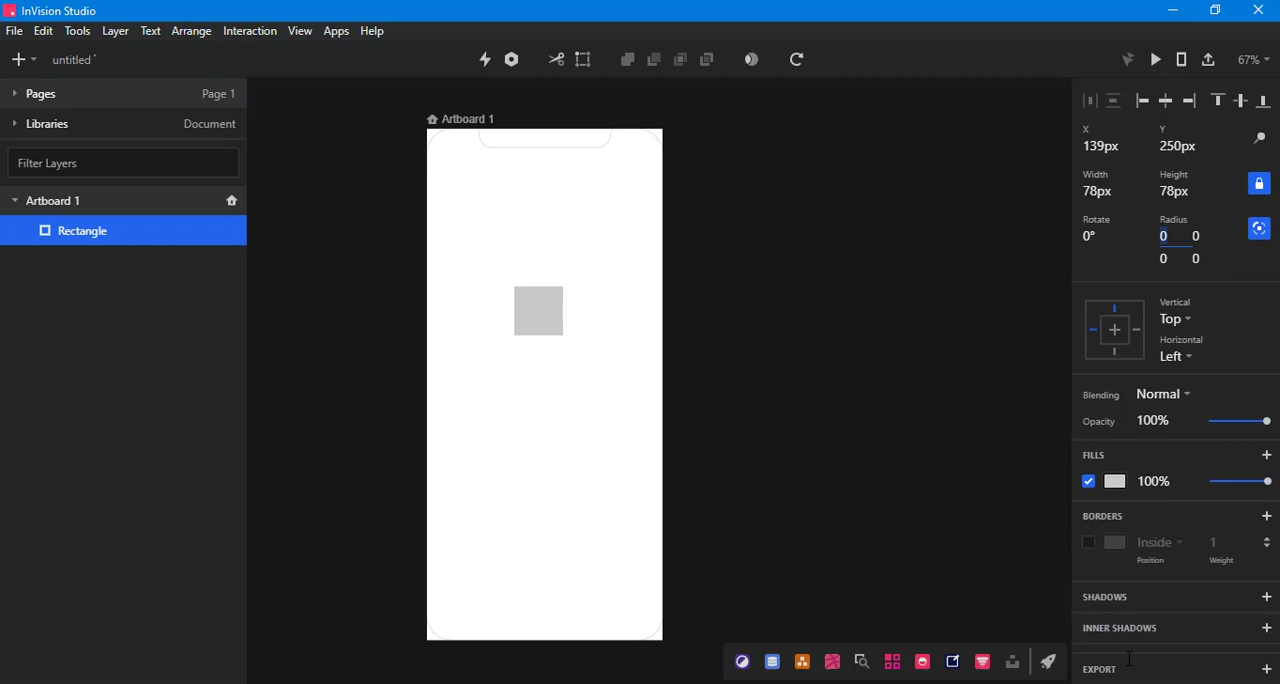 InVision Studio
File Edit Tools Layer Text Arrange Interaction View Apps Help
untitled*
67%
Pages Page 1
Libraries Document
Filter Layers
Artboard 1
Rectangle
Artboard 1
X Y
139px 250px
Width Height
78px 78px
Rotate Radius
0° 0 0
0 0
Vertical
Top
Horizontal
Left
Blending Normal
Opacity 100%
FILLS
100%
BORDERS
Inside 1
Position Weight
SHADOWS
INNER SHADOWS
EXPORT